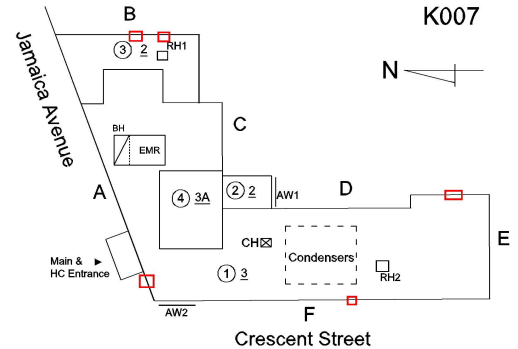 B
K007
3 2
RH1
Jamaica Avenue
N
BH
EMR
C
A
4 3A
2 2
AW1
D
Main &
HC Entrance
CH
Condensers
E
1 3
RH2
AW2
F
Crescent Street